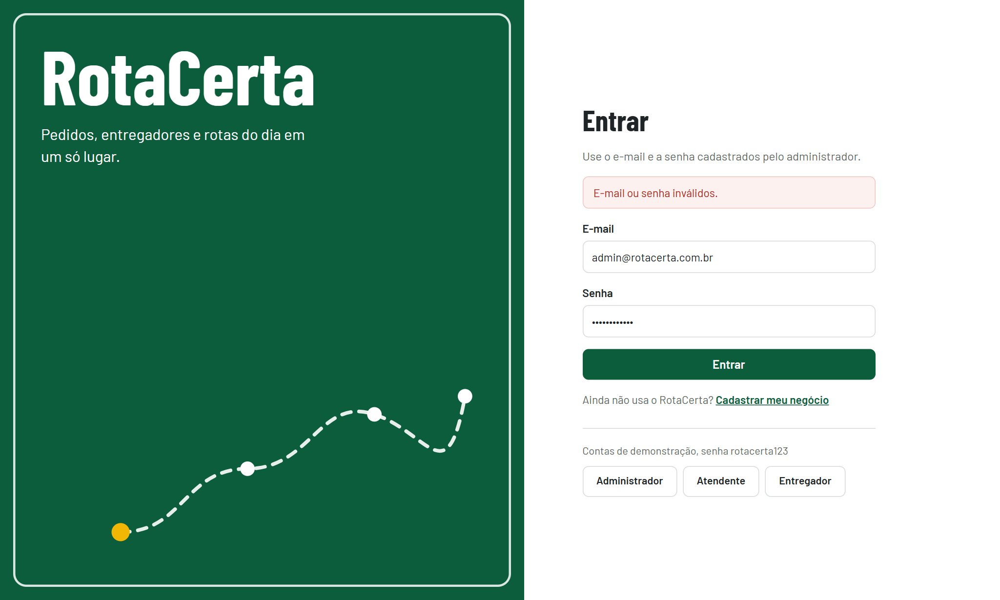 RotaCerta
Pedidos, entregadores e rotas do dia em
um só lugar.
Entrar
Use o e-mail e a senha cadastrados pelo administrador.
E-mail ou senha inválidos.
E-mail
admin@rotacerta.com.br
Senha
••••••••••••
Entrar
Ainda não usa o RotaCerta? Cadastrar meu negócio
Contas de demonstração, senha rotacerta123
Administrador
Atendente
Entregador